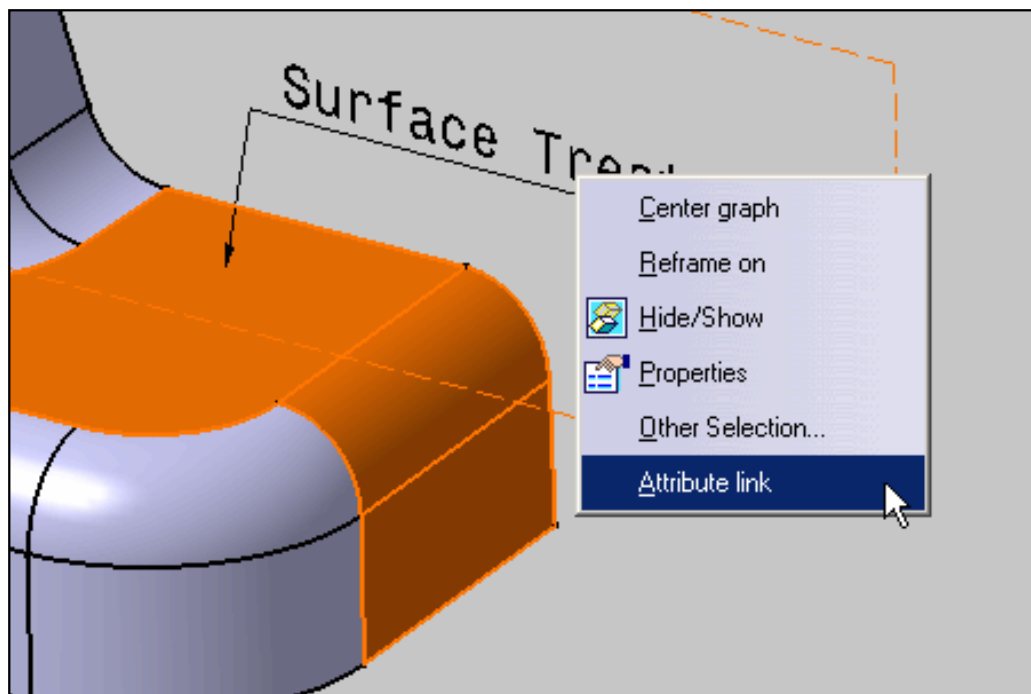 Surface
Center graph
Reframe on
Hide/Show
Properties
Other Selection...
Attribute link